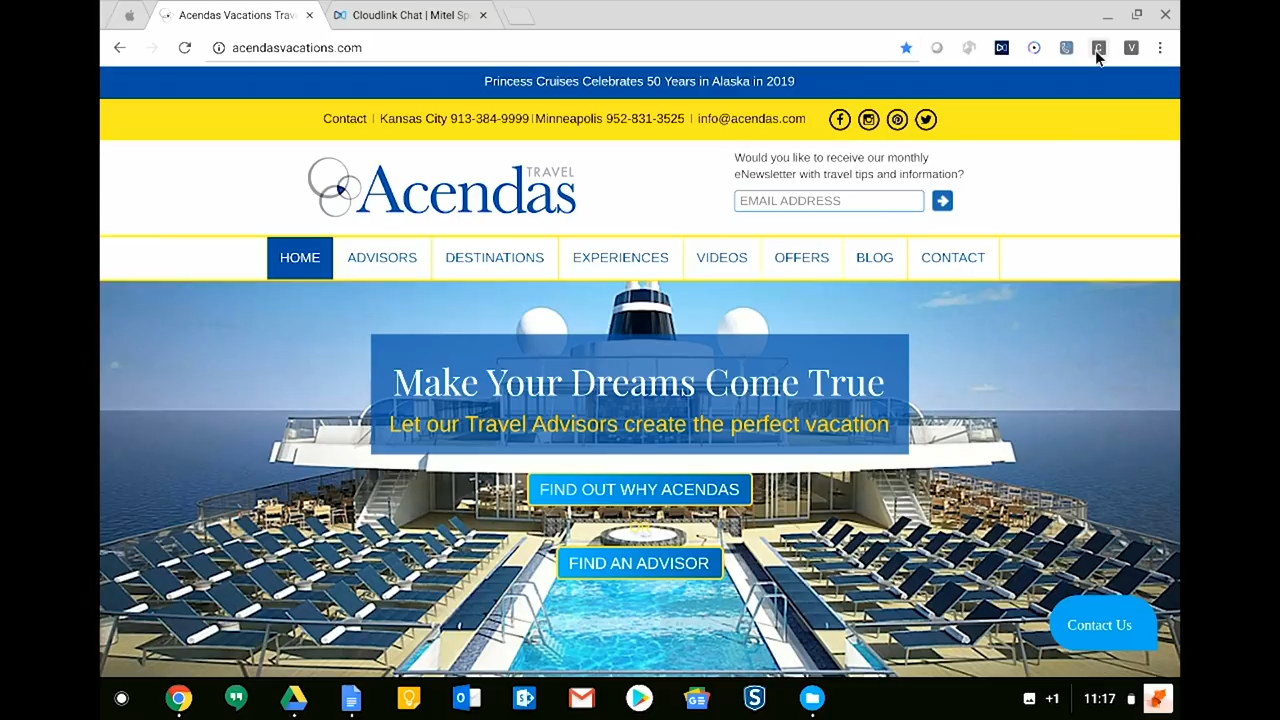 Acendas Vacations Trav
Cloudlink Chat | Mitel Sp
acendasvacations.com
C
V
Princess Cruises Celebrates 50 Years in Alaska in 2019
Contact | Kansas City 913-384-9999 | Minneapolis 952-831-3525 | info@acendas.com
TRAVEL
Acendas
Would you like to receive our monthly
eNewsletter with travel tips and information?
EMAIL ADDRESS
HOME
ADVISORS
DESTINATIONS
EXPERIENCES
VIDEOS
OFFERS
BLOG
CONTACT
Make Your Dreams Come True
Let our Travel Advisors create the perfect vacation
FIND OUT WHY ACENDAS
FIND AN ADVISOR
Contact Us
+1
11:17